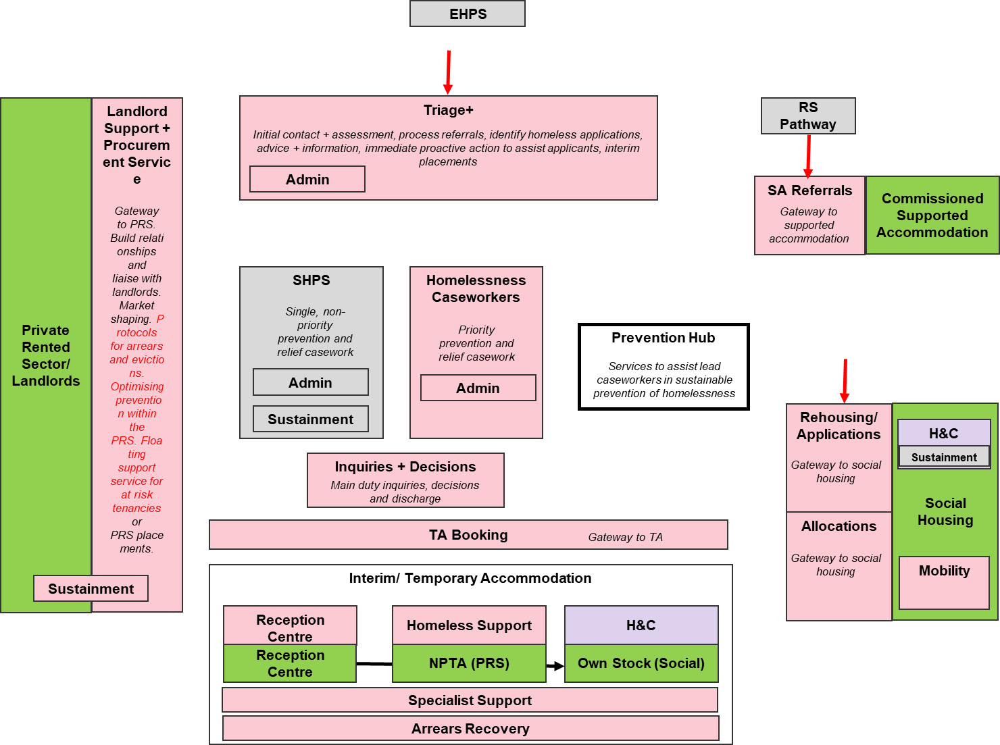 EHPS
Landlord
Support +
Procurem
ent Servic
e
Gateway
to PRS.
Build relati
onships
and
liaise with
landlords.
Market
shaping. P
rotocols
for arrears
and evictio
ns.
Optimising
preventio
n within
the
PRS. Floa
ting
support
service for
at risk
tenancies
or
PRS place
ments.
Private
Rented
Sector/
Landlords
Sustainment
Triage+
Initial contact + assessment, process referrals, identify homeless applications,
advice + information, immediate proactive action to assist applicants, interim
placements
Admin
RS
Pathway
SA Referrals
Gateway to
supported
accommodation
Commissioned
Supported
Accommodation
SHPS
Single, non-
priority
prevention and
relief casework
Admin
Sustainment
Homelessness
Caseworkers
Priority
prevention and
relief casework
Admin
Prevention Hub
Services to assist lead
caseworkers in sustainable
prevention of homelessness
Inquiries + Decisions
Main duty inquiries, decisions
and discharge
Rehousing/
Applications
Gateway to social
housing
Allocations
Gateway to social
housing
H&C
Sustainment
Social
Housing
Mobility
TA Booking
Gateway to TA
Interim/ Temporary Accommodation
Reception
Centre
Reception
Centre
Homeless Support
NPTA (PRS)
H&C
Own Stock (Social)
Specialist Support
Arrears Recovery